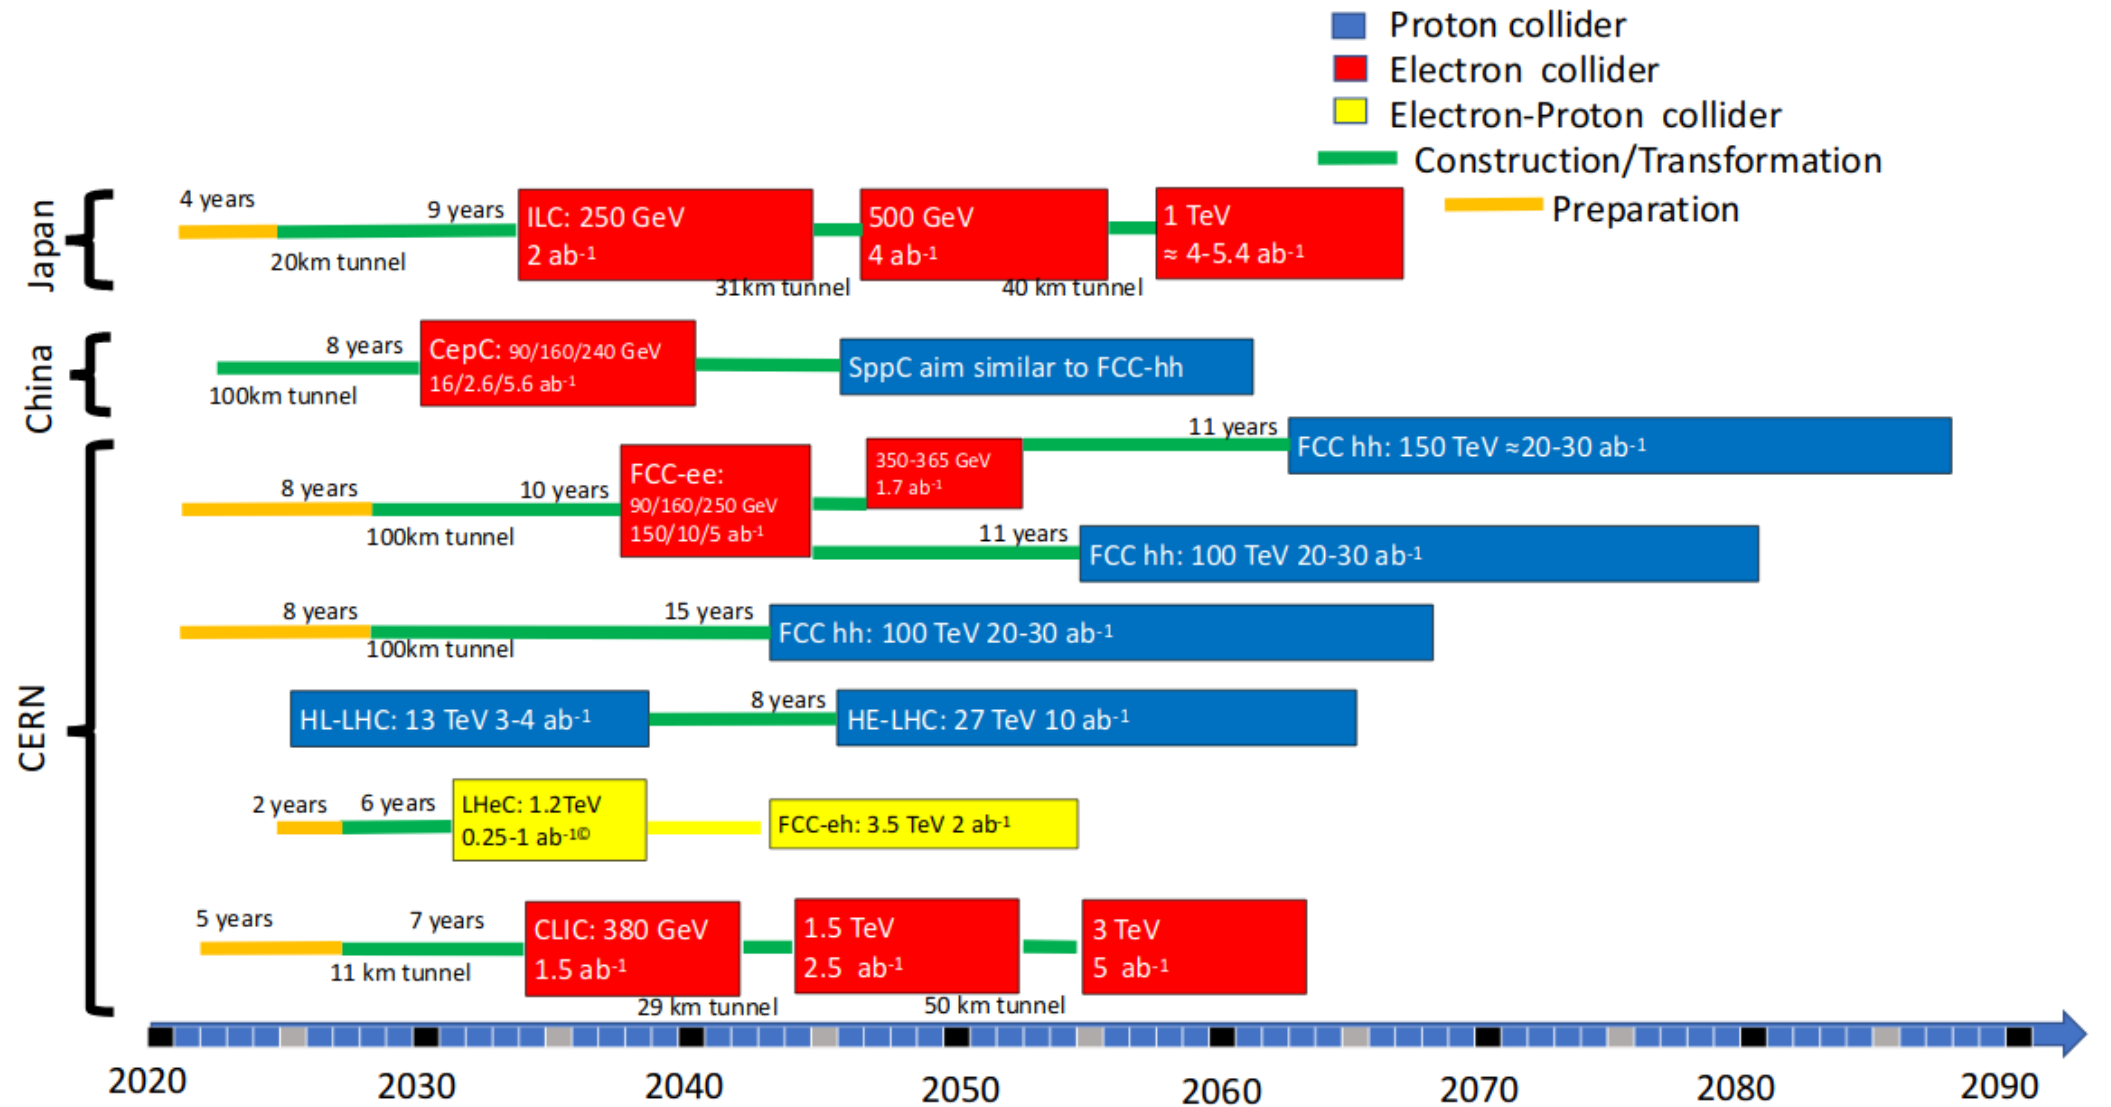 Proton collider
Electron collider
Electron-Proton collider
Construction/Transformation
Preparation
Japan
4 years
9 years
20km tunnel
ILC: 250 GeV
2 ab-1
31km tunnel
500 GeV
4 ab-1
40 km tunnel
1 TeV
≈ 4-5.4 ab-1
China
8 years
100km tunnel
CepC: 90/160/240 GeV
16/2.6/5.6 ab-1
SppC aim similar to FCC-hh
CERN
8 years
10 years
100km tunnel
FCC-ee:
90/160/250 GeV
150/10/5 ab-1
350-365 GeV
1.7 ab-1
11 years
FCC hh: 150 TeV ≈20-30 ab-1
11 years
FCC hh: 100 TeV 20-30 ab-1
8 years
15 years
100km tunnel
FCC hh: 100 TeV 20-30 ab-1
HL-LHC: 13 TeV 3-4 ab-1
8 years
HE-LHC: 27 TeV 10 ab-1
2 years
6 years
LHeC: 1.2TeV
0.25-1 ab-1©
FCC-eh: 3.5 TeV 2 ab-1
5 years
7 years
11 km tunnel
CLIC: 380 GeV
1.5 ab-1
29 km tunnel
1.5 TeV
2.5 ab-1
50 km tunnel
3 TeV
5 ab-1
2020 2030 2040 2050 2060 2070 2080 2090